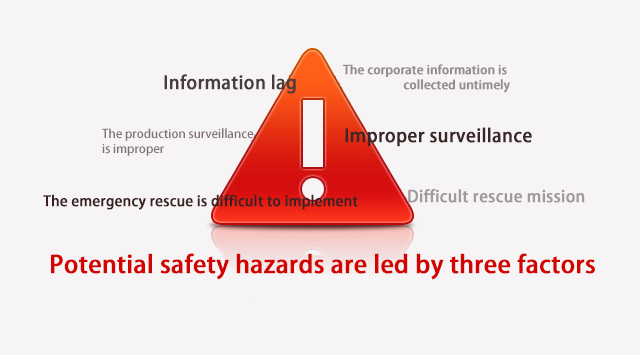 Information lag
The corporate information is
collected untimely
The production surveillance
is improper
Improper surveillance
The emergency rescue is difficult to implement
Difficult rescue mission
Potential safety hazards are led by three factors